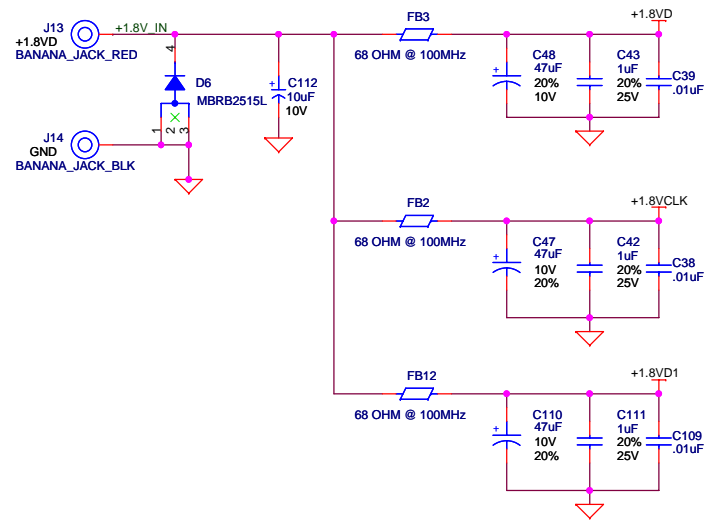 J13
+1.8VD
BANANA_JACK_RED
+1.8V_IN
4
D6
MBRB2515L
1
2
3
J14
GND
BANANA_JACK_BLK
+
C112
10uF
10V
FB3
68 OHM @ 100MHz
+1.8VD
+
C48
47uF
20%
10V
C43
1uF
20%
25V
C39
.01uF
FB2
68 OHM @ 100MHz
+1.8VCLK
+
C47
47uF
10V
20%
C42
1uF
20%
25V
C38
.01uF
FB12
68 OHM @ 100MHz
+1.8VD1
+
C110
47uF
10V
20%
C111
1uF
20%
25V
C109
.01uF